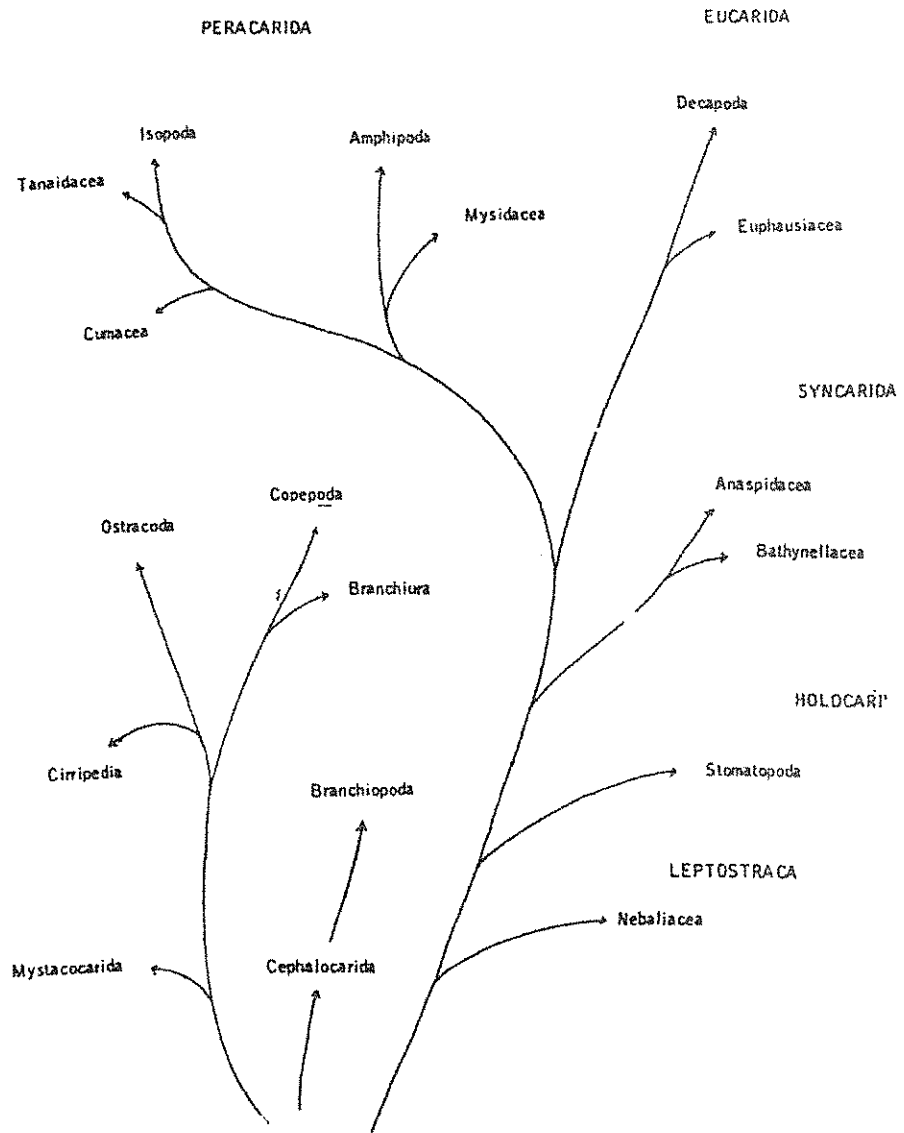 EUCARIDA
PERACARIDA
Decapoda
Isopoda
Amphipoda
Tanaidacea
Mysidacea
Euphausiacea
Cumacea
SYNCARIDA
Anaspidacea
Copepoda
Ostracoda
Bathynellacea
Branchiura
HOLOCARI
Stomatopoda
Cirripedia
Branchiopoda
LEPTOSTRACA
Nebaliacea
Mystacocarida
Cephalocarida